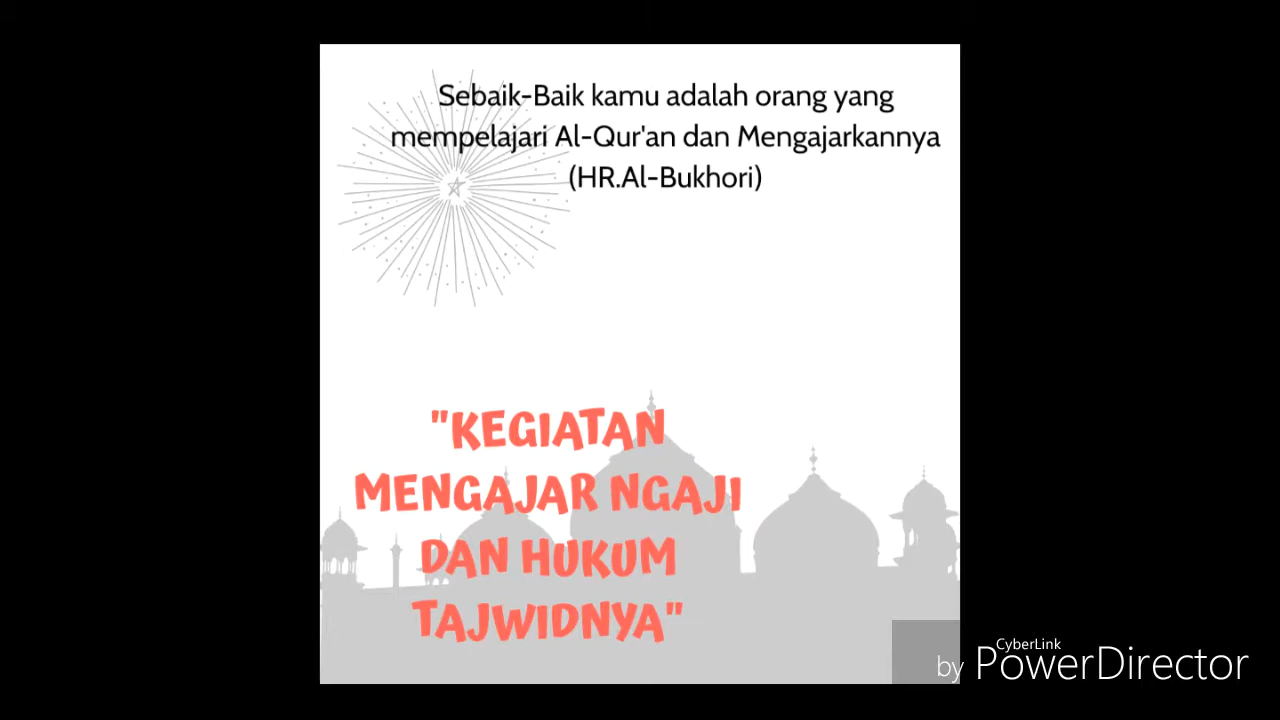 Sebaik-Baik kamu adalah orang yang
mempelajari Al-Qur'an dan Mengajarkannya
(HR.Al-Bukhori)
"KEGIATAN
MENGAJAR NGAJI
DAN HUKUM
TAJWIDNYA"
CyberLink
by PowerDirector